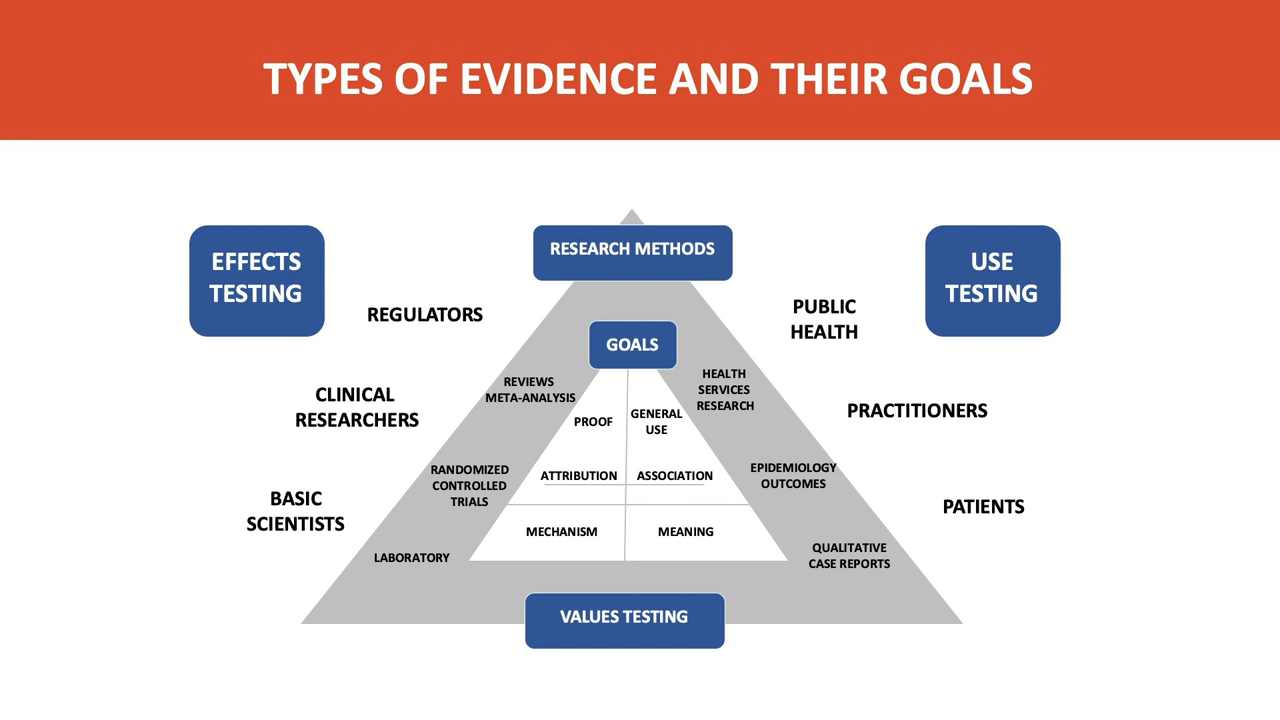 TYPES OF EVIDENCE AND THEIR GOALS
EFFECTS
TESTING
RESEARCH METHODS
USE
TESTING
REGULATORS
PUBLIC
HEALTH
GOALS
CLINICAL
RESEARCHERS
REVIEWS
META-ANALYSIS
HEALTH
SERVICES
RESEARCH
PRACTITIONERS
PROOF
GENERAL
USE
BASIC
SCIENTISTS
RANDOMIZED
CONTROLLED
TRIALS
ATTRIBUTION
ASSOCIATION
EPIDEMIOLOGY
OUTCOMES
PATIENTS
LABORATORY
MECHANISM
MEANING
QUALITATIVE
CASE REPORTS
VALUES TESTING